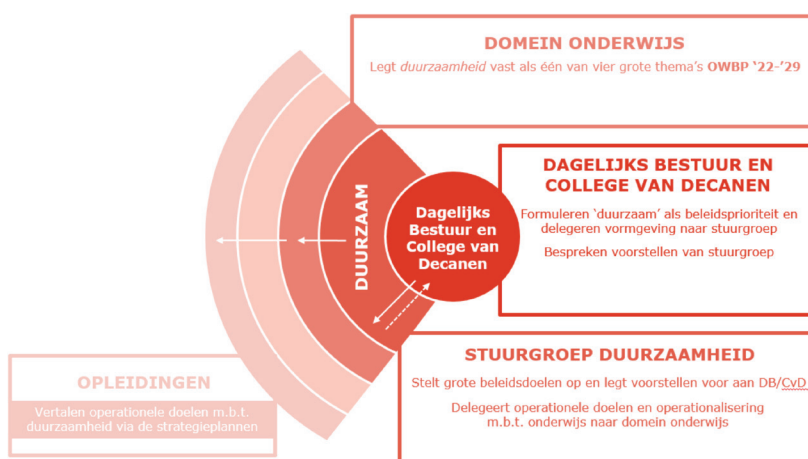 DOMEIN ONDERWIJS
Legt duurzaamheid vast als één van vier grote thema's OWBP '22-'29
DAGELIJKS BESTUUR EN
COLLEGE VAN DECANEN
Formuleren 'duurzaam' als beleidsprioriteit en
delegeren vormgeving naar stuurgroep
Bespreken voorstellen van stuurgroep
DUURZAAM
Dagelijks
Bestuur en
College van
Decanen
STUURGROEP DUURZAAMHEID
Stelt grote beleidsdoelen op en legt voorstellen voor aan DB/CvD
Delegeert operationele doelen en operationalisering
m.b.t. onderwijs naar domein onderwijs
OPLEIDINGEN
Vertalen operationele doelen m.b.t.
duurzaamheid via de strategieplannen